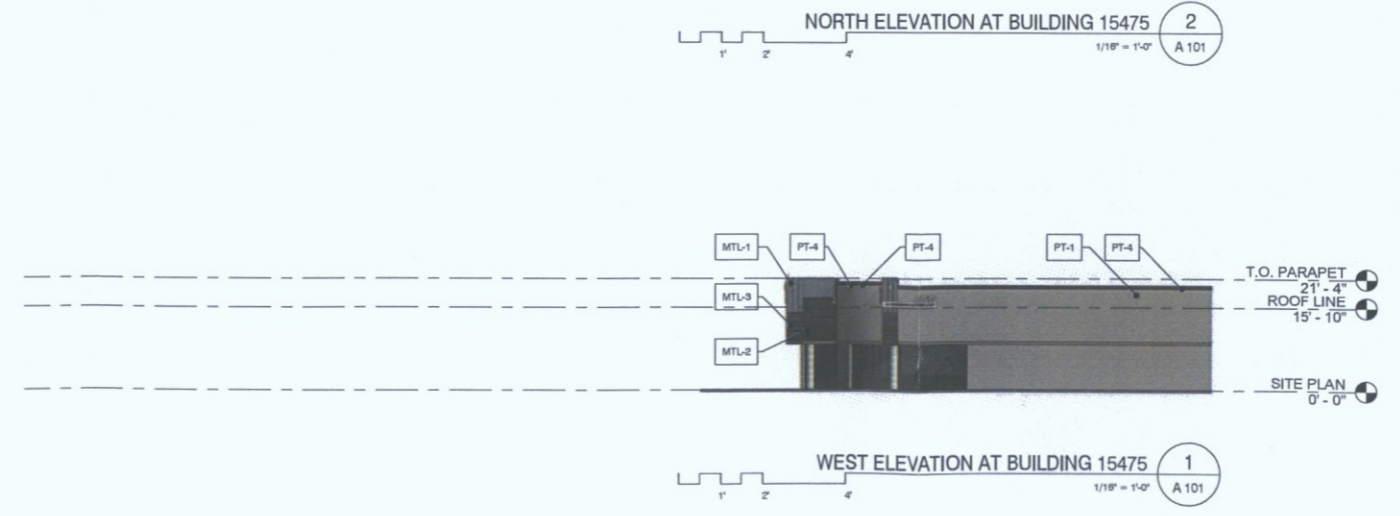 NORTH ELEVATION AT BUILDING 15475
2
1/16" = 1'-0"
A 101
1'
2'
4'
MTL-1
PT-4
PT-4
PT-1
PT-4
T.O. PARAPET
21' - 4"
MTL-3
ROOF LINE
15' - 10"
MTL-2
SITE PLAN
0' - 0"
WEST ELEVATION AT BUILDING 15475
1
1/16" = 1'-0"
A 101
1'
2'
4'